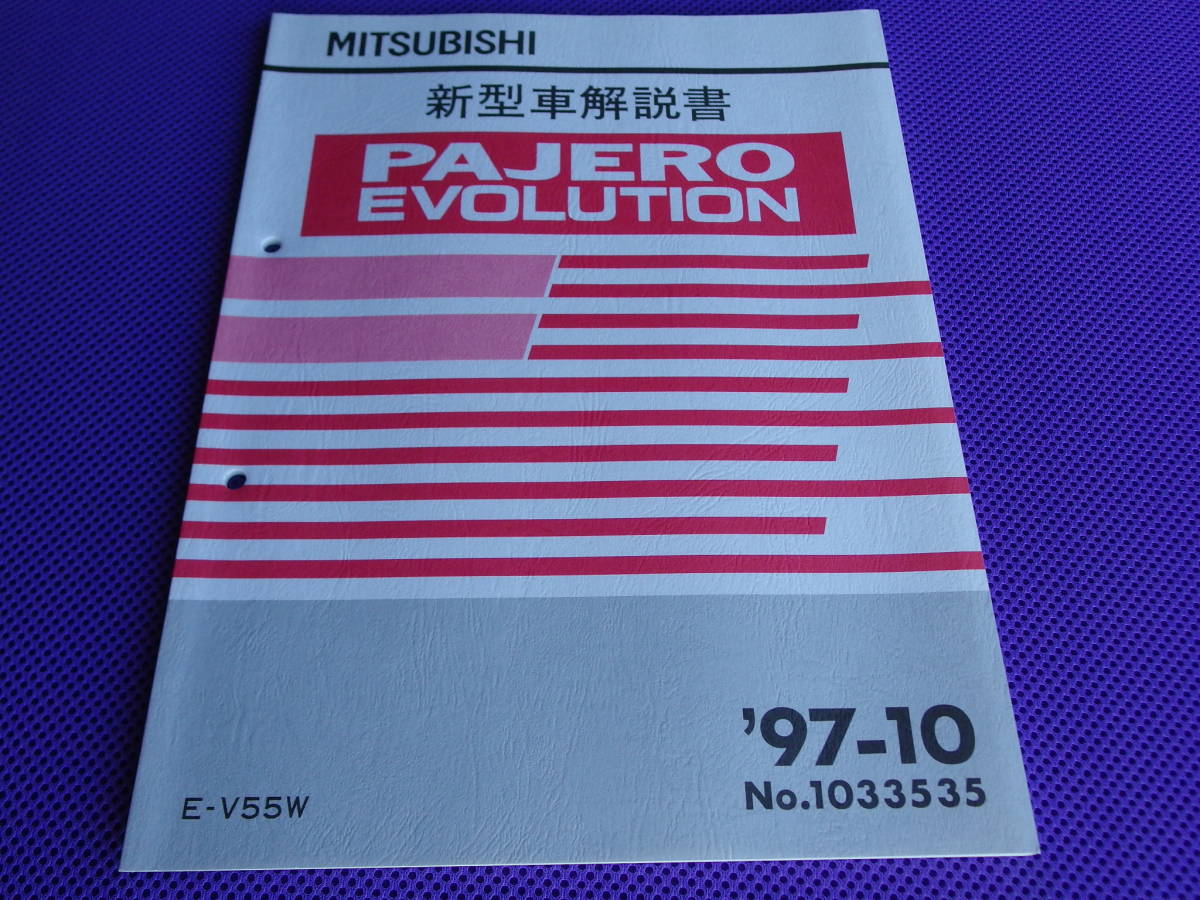 MITSUBISHI
新型車解説書
PAJERO
EVOLUTION
'97-10
No.1033535
E-V55W